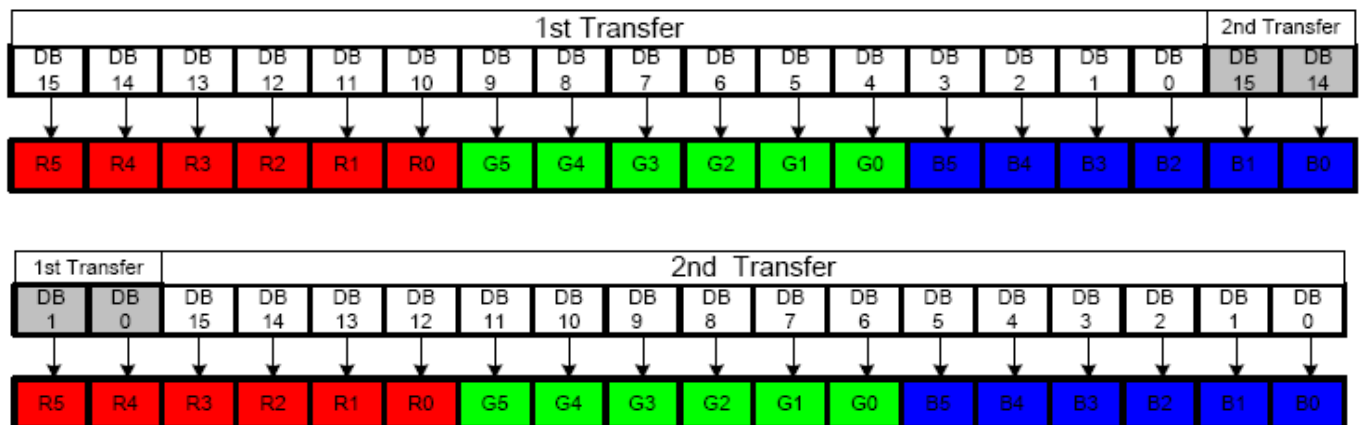 1st Transfer 2nd Transfer
DB DB DB DB DB DB DB DB DB DB DB DB DB DB DB DB DB DB
15 14 13 12 11 10 9 8 7 6 5 4 3 2 1 0 15 14
R5 R4 R3 R2 R1 R0 G5 G4 G3 G2 G1 G0 B5 B4 B3 B2 B1 B0
1st Transfer 2nd Transfer
DB DB DB DB DB DB DB DB DB DB DB DB DB DB DB DB DB DB
1 0 15 14 13 12 11 10 9 8 7 6 5 4 3 2 1 0
R5 R4 R3 R2 R1 R0 G5 G4 G3 G2 G1 G0 B5 B4 B3 B2 B1 B0